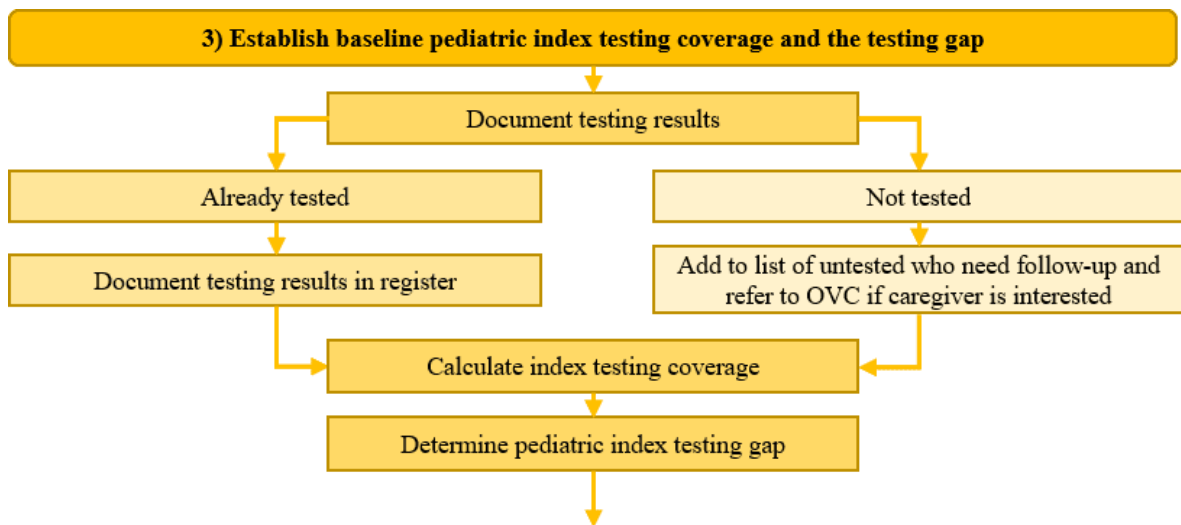 3) Establish baseline pediatric index testing coverage and the testing gap
Document testing results
Already tested
Not tested
Document testing results in register
Add to list of untested who need follow-up and
refer to OVC if caregiver is interested
Calculate index testing coverage
Determine pediatric index testing gap